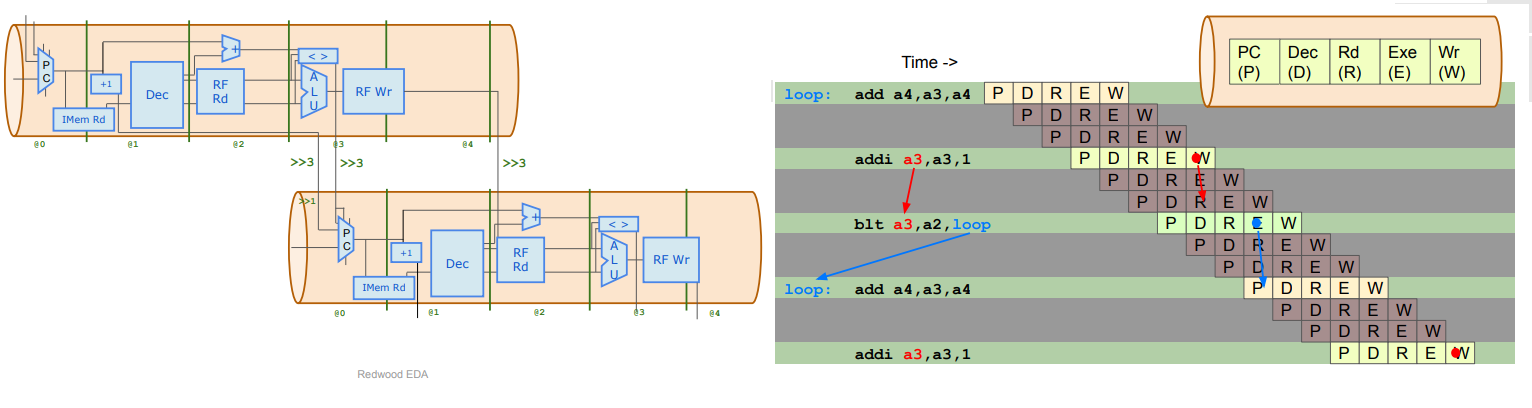 P
C
+1
IMem Rd
Dec
+
RF
Rd
< >
A
L
U
RF Wr
@0
@1
@2
@3
@4
>>3
>>3
>>3
>>1
P
C
+1
IMem Rd
Dec
+
RF
Rd
< >
A
L
U
RF Wr
@0
@1
@2
@3
@4
Redwood EDA
Time ->
PC
(P)
Dec
(D)
Rd
(R)
Exe
(E)
Wr
(W)
loop: add a4,a3,a4 P D R E W
P D R E W
P D R E W
addi a3,a3,1 P D R E W
P D R E W
P D R E W
blt a3,a2,loop P D R E W
P D R E W
P D R E W
loop: add a4,a3,a4 P D R E W
P D R E W
P D R E W
addi a3,a3,1 P D R E W